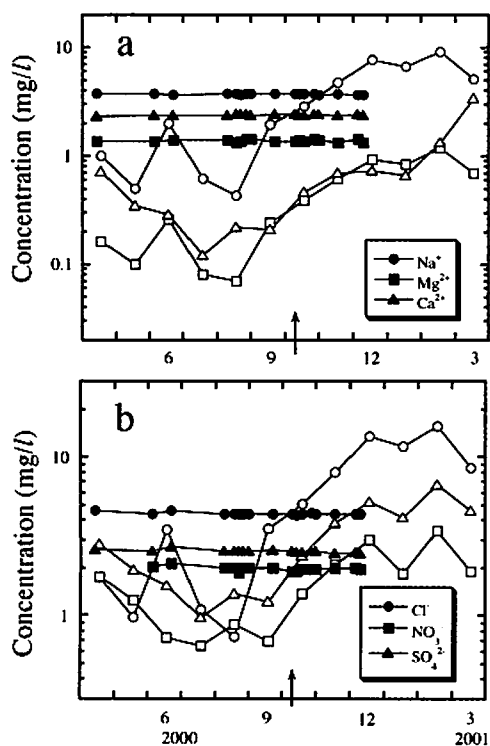 a
Concentration (mg/l)
10
1
0.1
Na⁺
Mg²⁺
Ca²⁺
6 9 12 3
b
Concentration (mg/l)
10
1
Cl
NO₃
SO₄²⁻
6 9 12 3
2000 2001